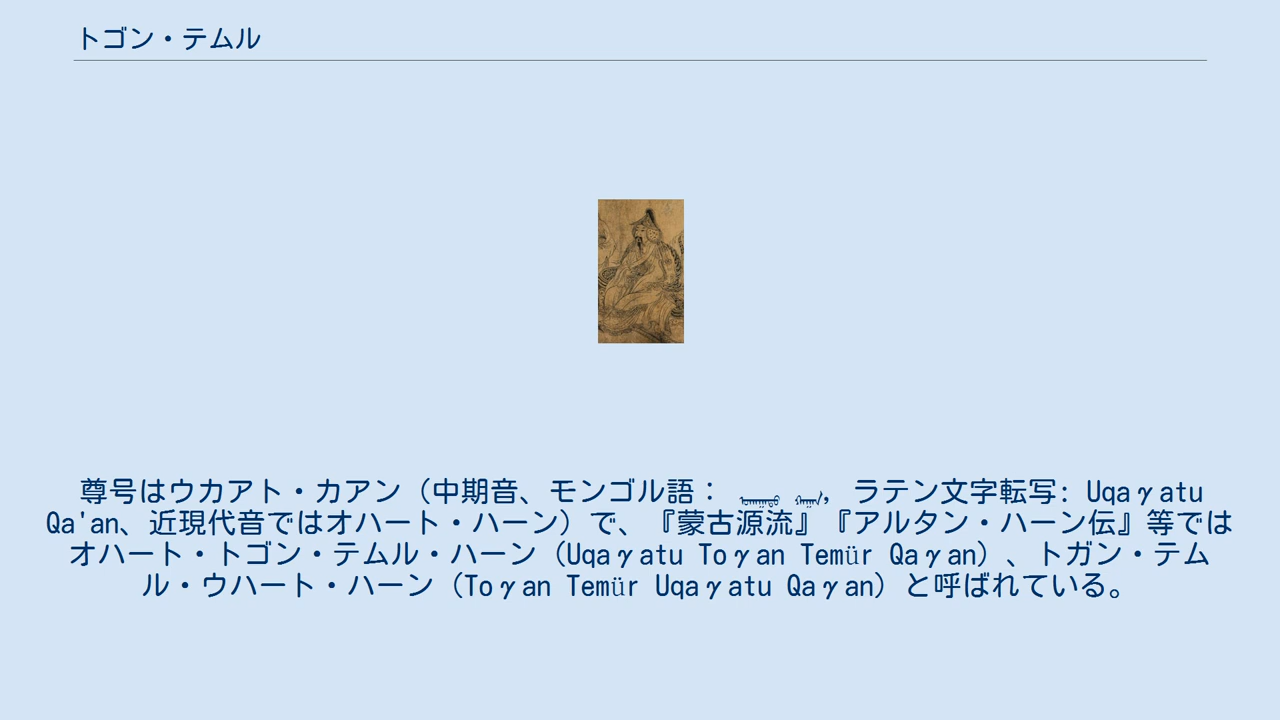 トゴン・テムル
尊号はウカアト・カアン（中期音、モンゴル語： , ラテン文字転写: Uqaγatu
Qa'an、近現代音ではオハート・ハーン）で、『蒙古源流』『アルタン・ハーン伝』等では
オハート・トゴン・テムル・ハーン（Uqaγatu Toγan Temür Qaγan）、トガン・テム
ル・ウハート・ハーン（Toγan Temür Uqaγatu Qaγan）と呼ばれている。